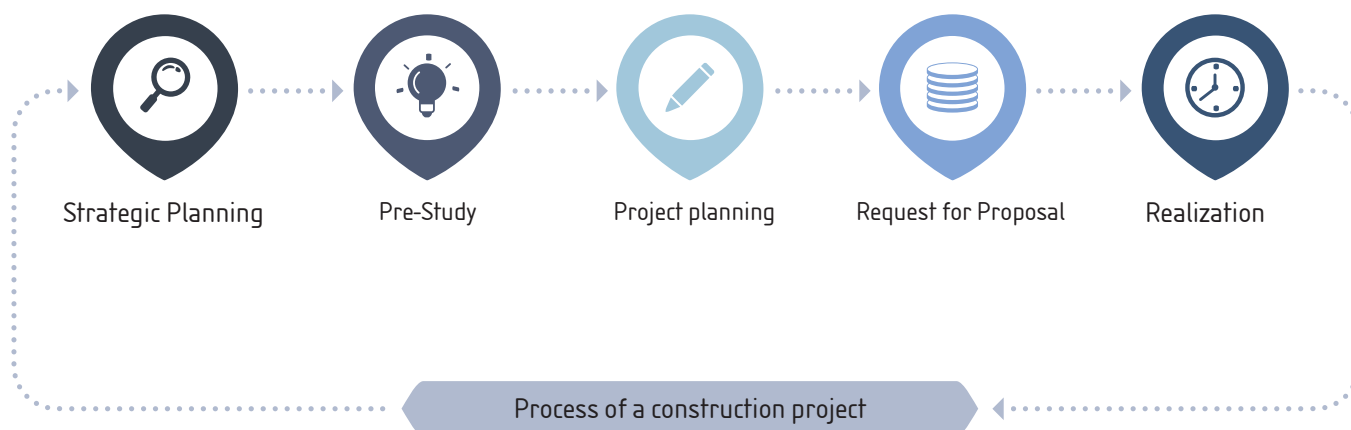 Strategic Planning
Pre-Study
Project planning
Request for Proposal
Realization
Process of a construction project